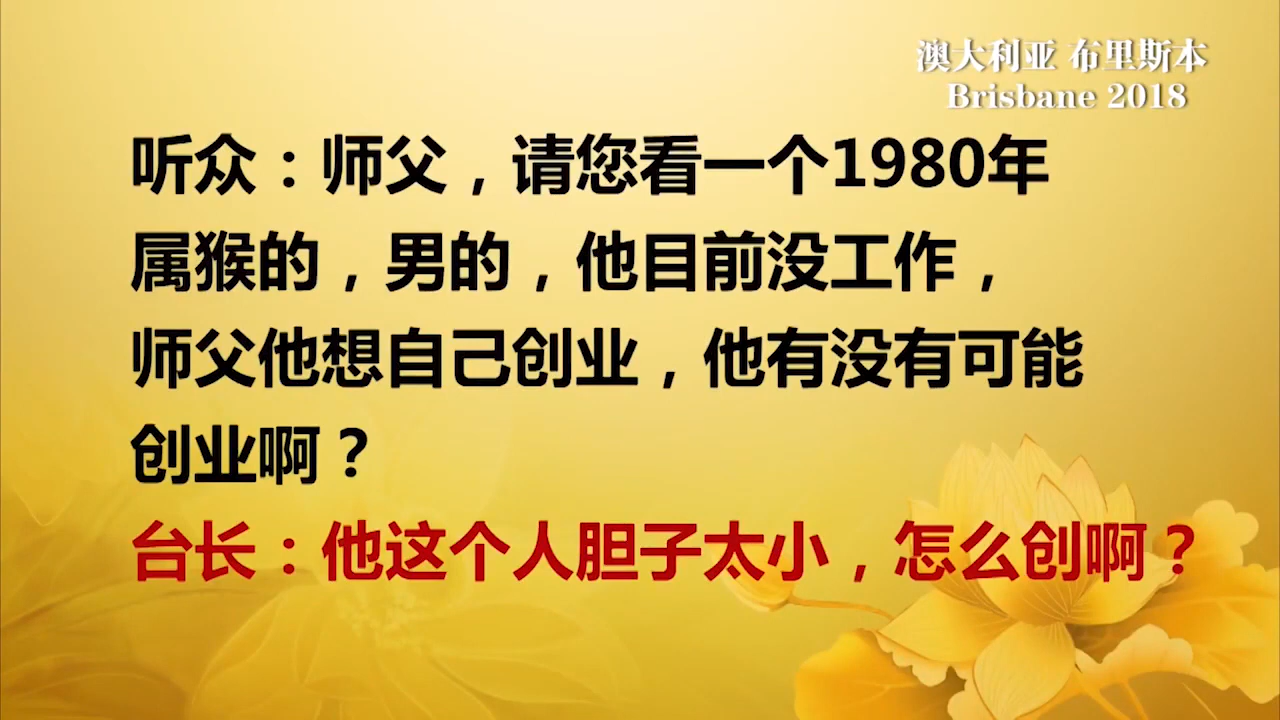 澳大利亚 布里斯本
Brisbane 2018
听众：师父，请您看一个1980年
属猴的，男的，他目前没工作，
师父他想自己创业，他有没有可能
创业啊？
台长：他这个人胆子太小，怎么创啊？